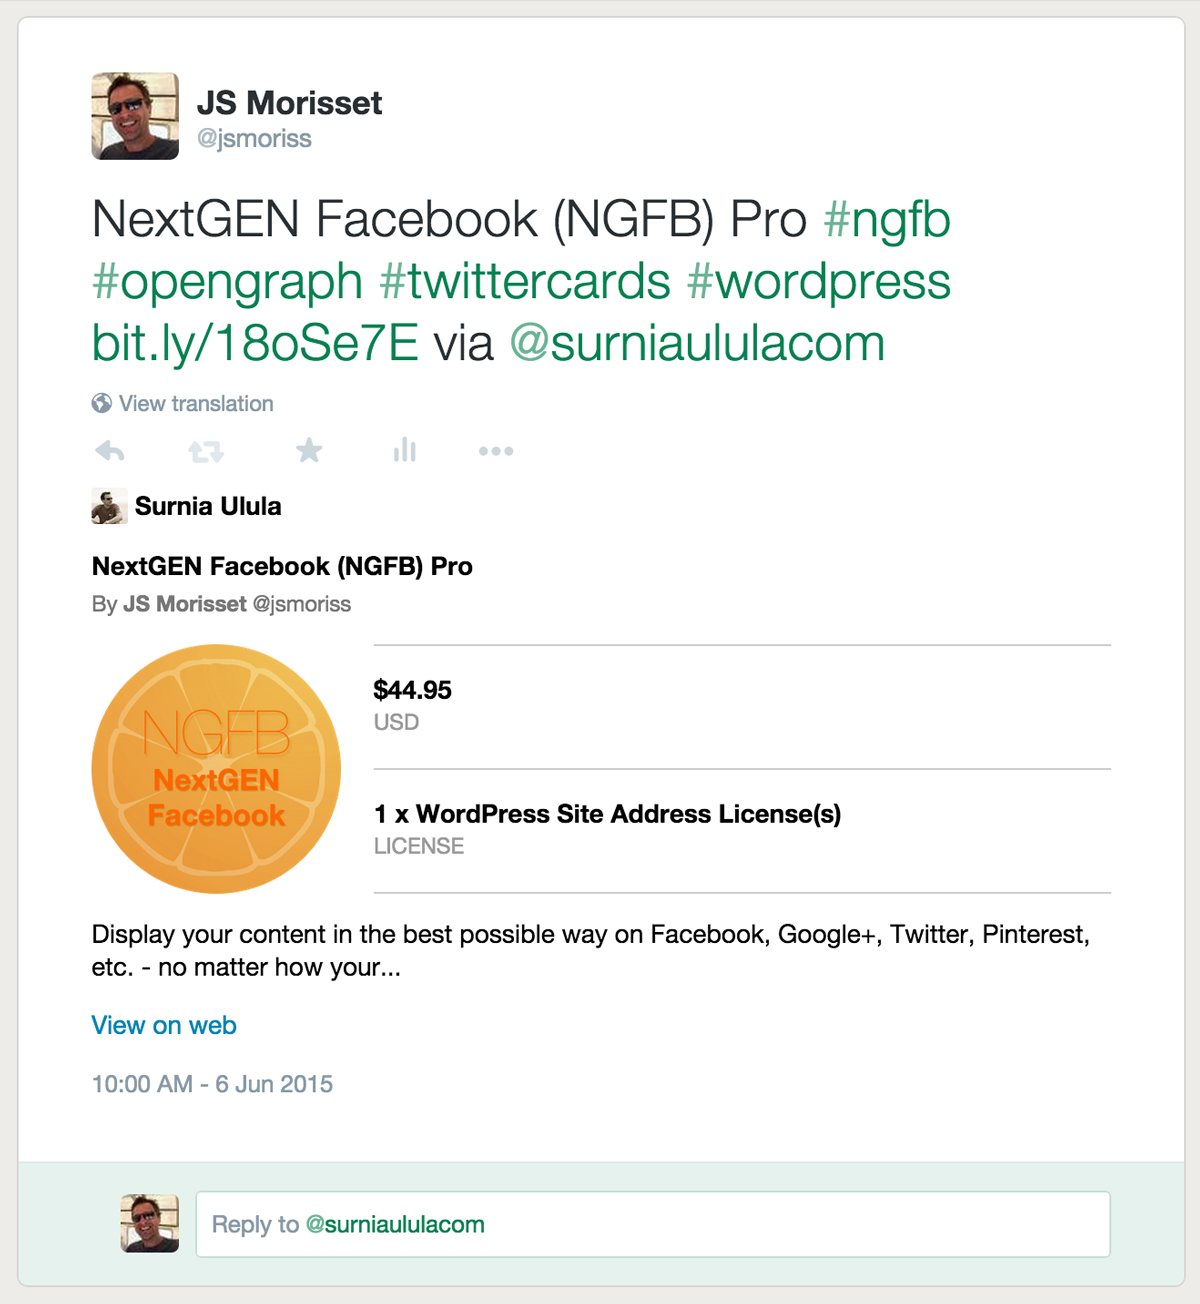 JS Morisset
@jsmoriss
NextGEN Facebook (NGFB) Pro #ngfb
#opengraph #twittercards #wordpress
bit.ly/18oSe7E via @surniaululacom
View translation
Surnia Ulula
NextGEN Facebook (NGFB) Pro
By JS Morisset @jsmoriss
NGFB
NextGEN
Facebook
$44.95
USD
1 x WordPress Site Address License(s)
LICENSE
Display your content in the best possible way on Facebook, Google+, Twitter, Pinterest,
etc. - no matter how your...
View on web
10:00 AM - 6 Jun 2015
Reply to @surniaululacom